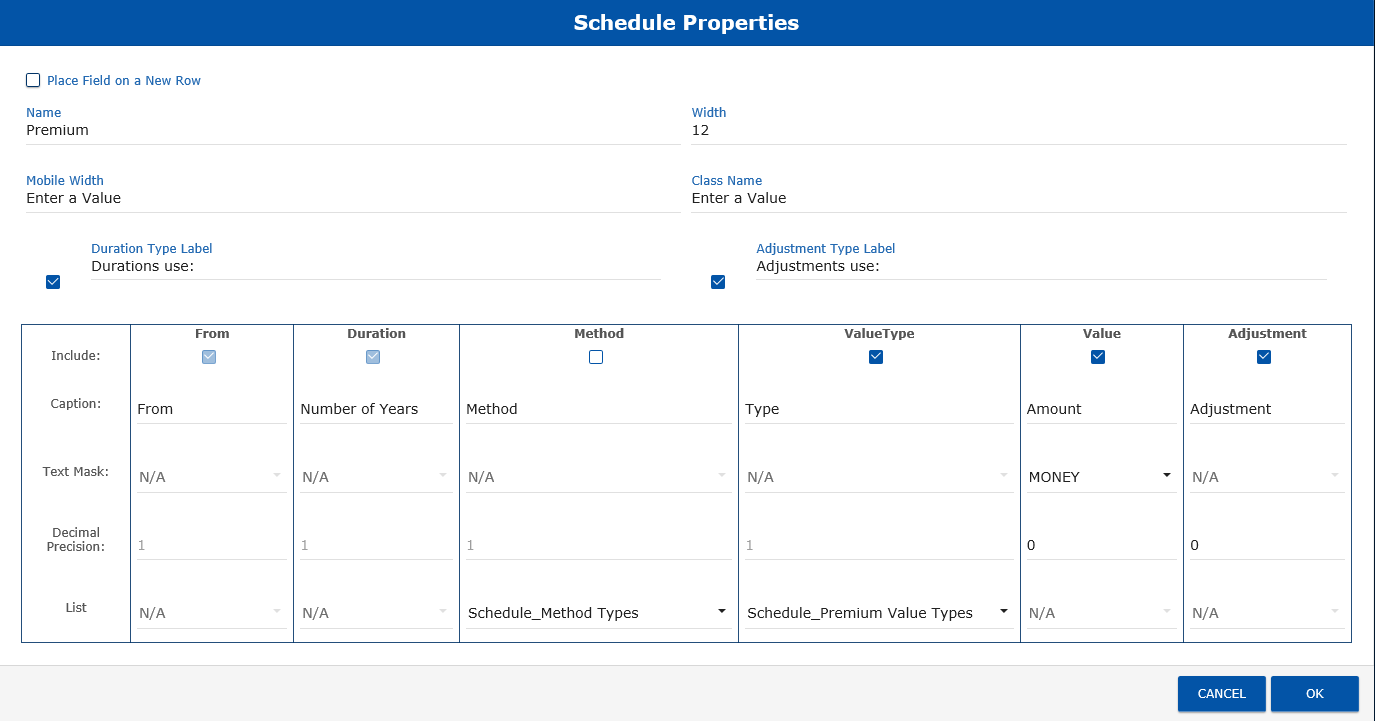 Schedule Properties
Place Field on a New Row
Name Width
Premium 12
Mobile Width Class Name
Enter a Value Enter a Value
Duration Type Label Adjustment Type Label
Durations use: Adjustments use:
From Duration Method ValueType Value Adjustment
Include:
Caption: From Number of Years Method Type Amount Adjustment
Text Mask: N/A N/A N/A N/A MONEY N/A
Decimal
Precision: 1 1 1 1 0 0
List N/A N/A Schedule_Method Types Schedule_Premium Value Types N/A N/A
CANCEL OK